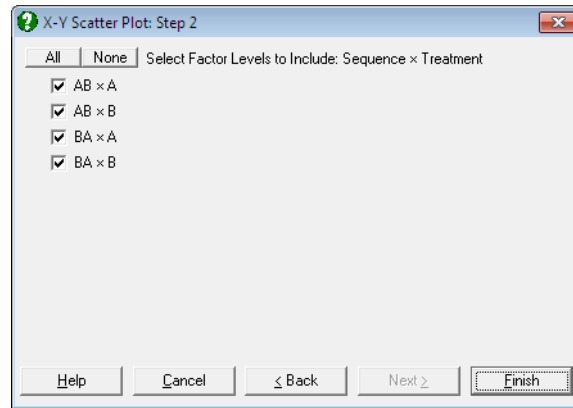 X-Y Scatter Plot: Step 2
All None Select Factor Levels to Include: Sequence × Treatment
AB × A
AB × B
BA × A
BA × B
Help Cancel < Back Next > Finish